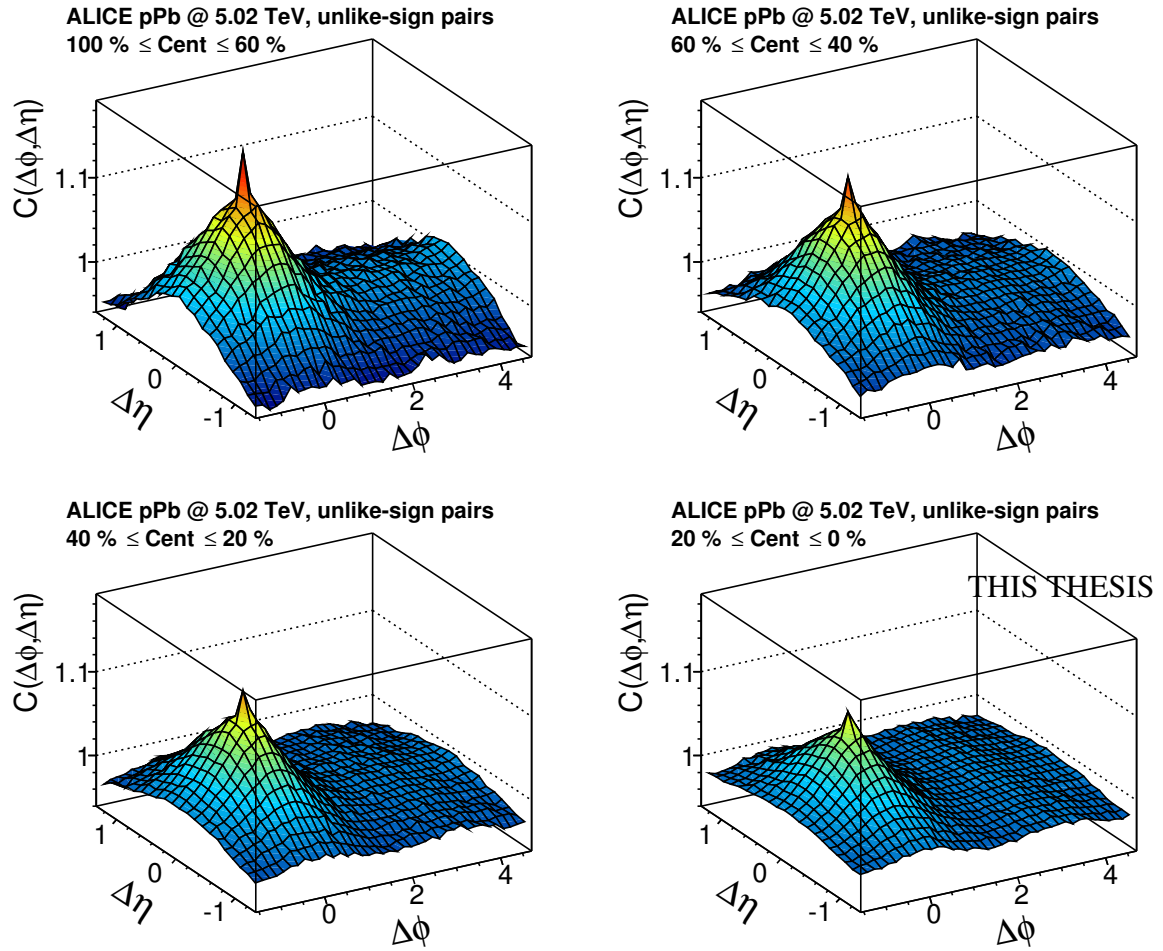 ALICE pPb @ 5.02 TeV, unlike-sign pairs
100 % ≤ Cent ≤ 60 %
C(Δϕ,Δη)
1.1
1
1
0
-1
Δη
0
2
4
Δϕ
ALICE pPb @ 5.02 TeV, unlike-sign pairs
60 % ≤ Cent ≤ 40 %
C(Δϕ,Δη)
1.1
1
1
0
-1
Δη
0
2
4
Δϕ
ALICE pPb @ 5.02 TeV, unlike-sign pairs
40 % ≤ Cent ≤ 20 %
C(Δϕ,Δη)
1.1
1
1
0
-1
Δη
0
2
4
Δϕ
ALICE pPb @ 5.02 TeV, unlike-sign pairs
20 % ≤ Cent ≤ 0 %
THIS THESIS
C(Δϕ,Δη)
1.1
1
1
0
-1
Δη
0
2
4
Δϕ